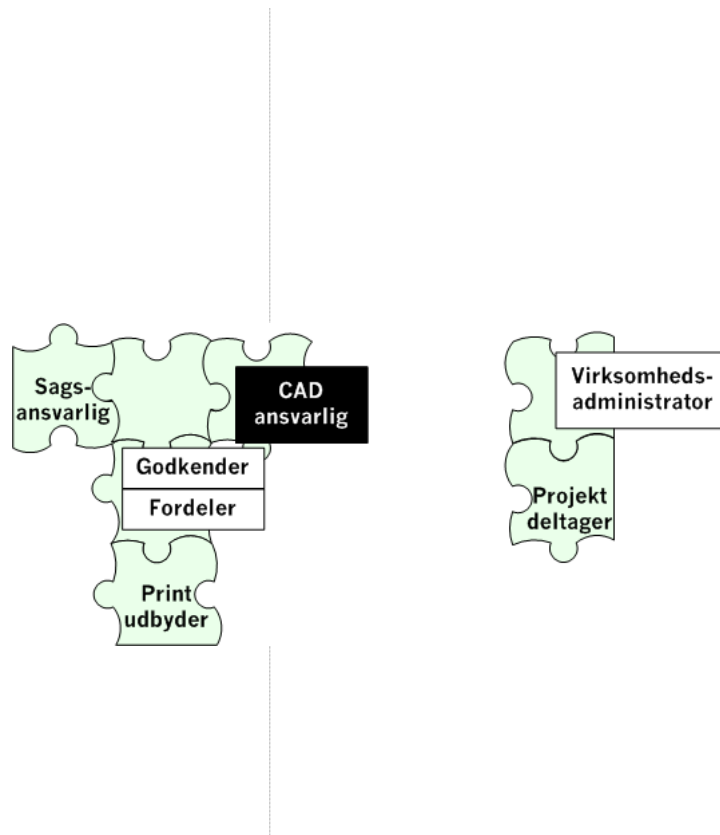 Sags-
ansvarlig
CAD
ansvarlig
Godkender
Fordeler
Print
udbyder
Virksomheds-
administrator
Projekt
deltager